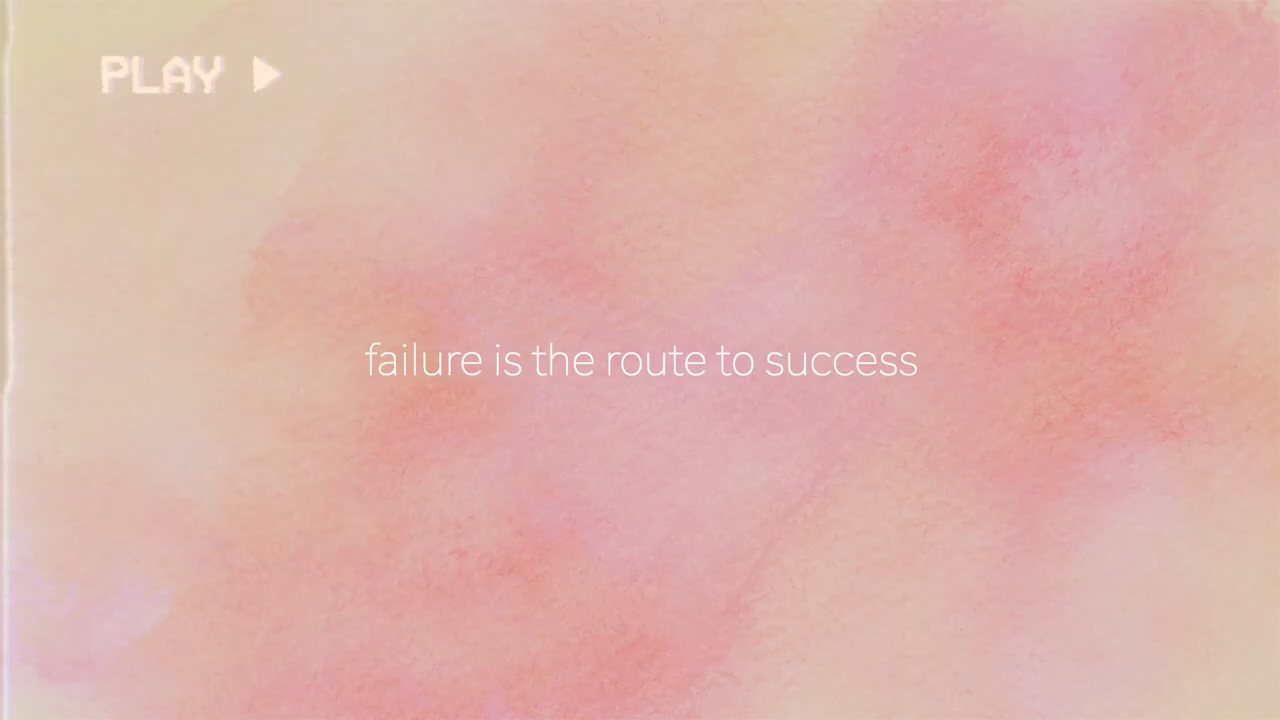 PLAY ▶
failure is the route to success